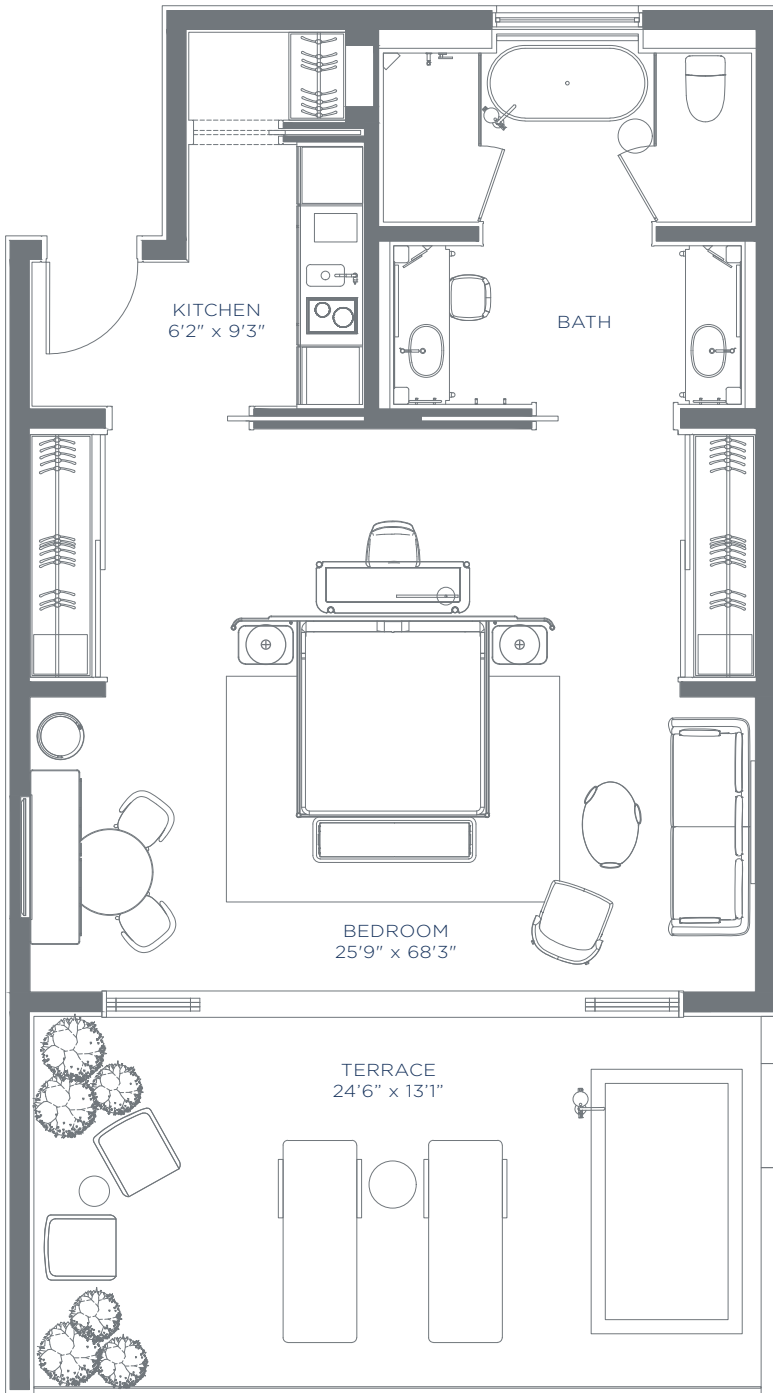 KITCHEN
6'2" x 9'3"
BATH
BEDROOM
25'9" x 68'3"
TERRACE
24'6” x 13'1”